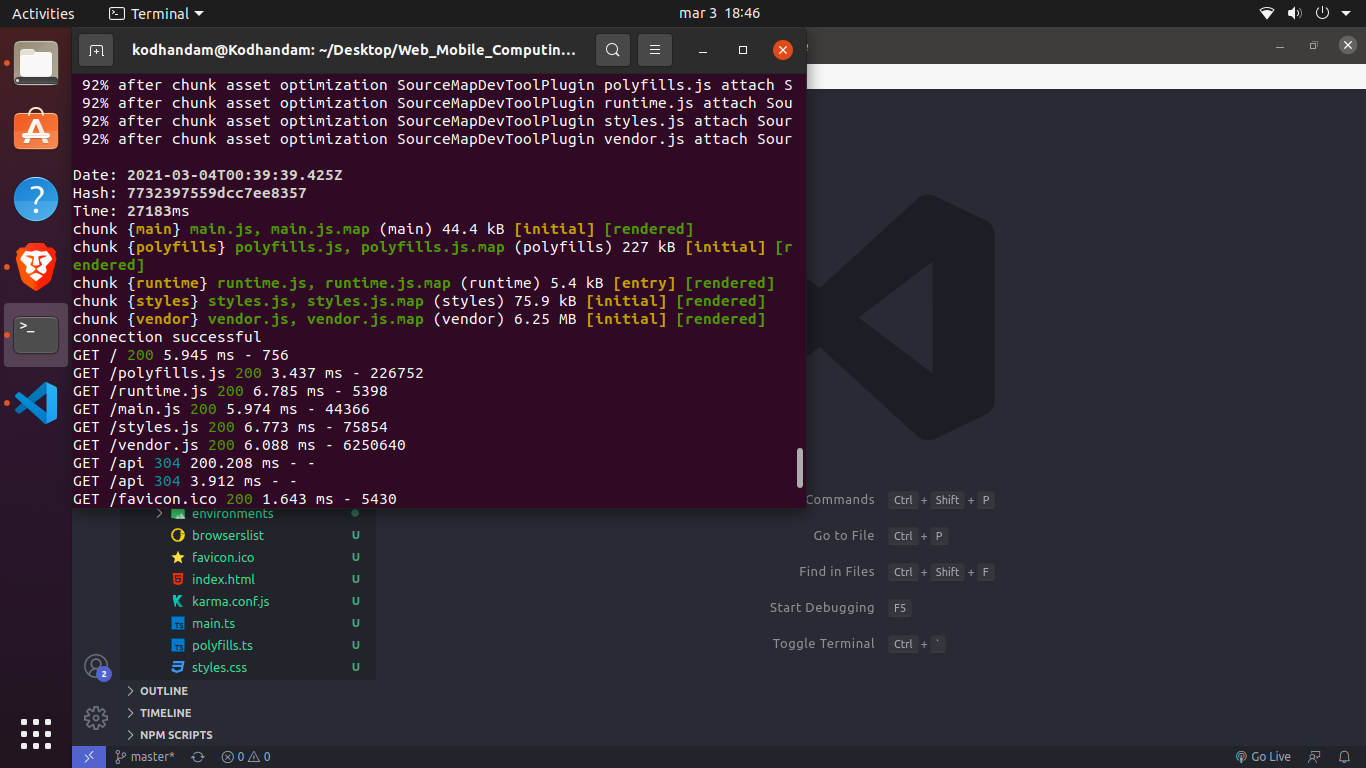 Activities
Terminal
mar 3 18:46
kodhandam@Kodhandam: ~/Desktop/Web_Mobile_Computin...
92% after chunk asset optimization SourceMapDevToolPlugin polyfills.js attach S
92% after chunk asset optimization SourceMapDevToolPlugin runtime.js attach Sou
92% after chunk asset optimization SourceMapDevToolPlugin styles.js attach Sour
92% after chunk asset optimization SourceMapDevToolPlugin vendor.js attach Sour
Date: 2021-03-04T00:39:39.425Z
Hash: 7732397559dcc7ee8357
Time: 27183ms
chunk {main} main.js, main.js.map (main) 44.4 kB [initial] [rendered]
chunk {polyfills} polyfills.js, polyfills.js.map (polyfills) 227 kB [initial] [r
endered]
chunk {runtime} runtime.js, runtime.js.map (runtime) 5.4 kB [entry] [rendered]
chunk {styles} styles.js, styles.js.map (styles) 75.9 kB [initial] [rendered]
chunk {vendor} vendor.js, vendor.js.map (vendor) 6.25 MB [initial] [rendered]
connection successful
GET / 200 5.945 ms - 756
GET /polyfills.js 200 3.437 ms - 226752
GET /runtime.js 200 6.785 ms - 5398
GET /main.js 200 5.974 ms - 44366
GET /styles.js 200 6.773 ms - 75854
GET /vendor.js 200 6.088 ms - 6250640
GET /api 304 200.208 ms - -
GET /api 304 3.912 ms - -
GET /favicon.ico 200 1.643 ms - 5430
environments
browserslist U
favicon.ico U
index.html U
karma.conf.js U
main.ts U
polyfills.ts U
styles.css U
OUTLINE
TIMELINE
NPM SCRIPTS
Commands Ctrl + Shift + P
Go to File Ctrl + P
Find in Files Ctrl + Shift + F
Start Debugging F5
Toggle Terminal Ctrl + `
2
master*
0 0
Go Live